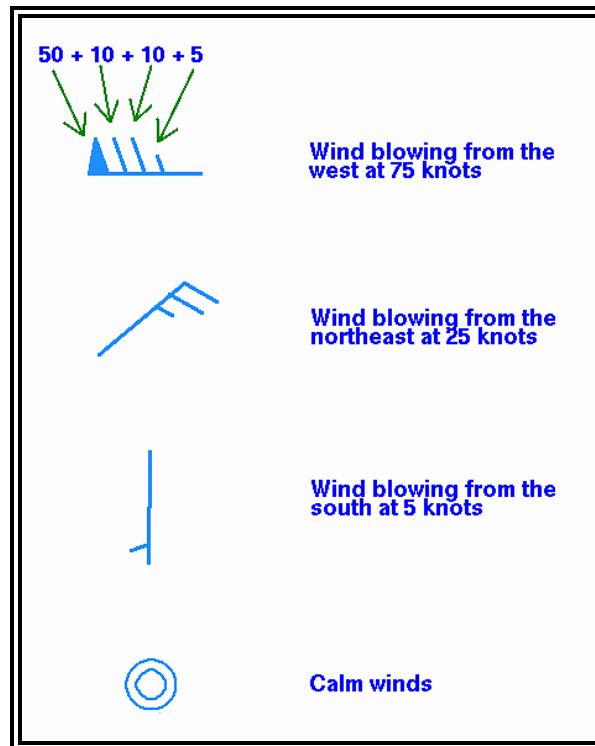 50 + 10 + 10 + 5
Wind blowing from the
west at 75 knots
Wind blowing from the
northeast at 25 knots
Wind blowing from the
south at 5 knots
Calm winds